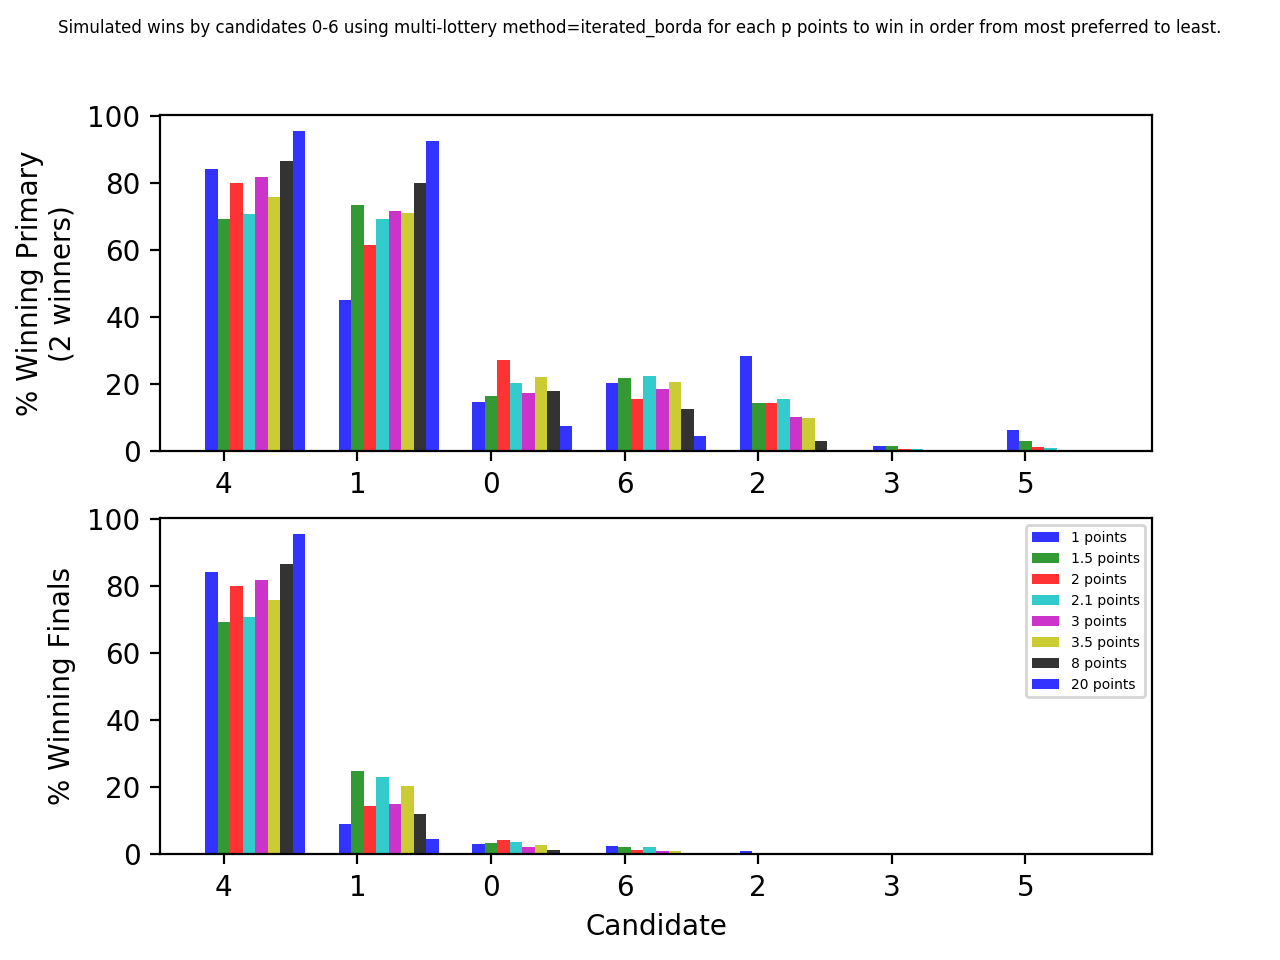 Simulated wins by candidates 0-6 using multi-lottery method=iterated_borda for each p points to win in order from most preferred to least.
% Winning Primary
(2 winners)
100
80
60
40
20
0
4 1 0 6 2 3 5
% Winning Finals
100
80
60
40
20
0
1 points
1.5 points
2 points
2.1 points
3 points
3.5 points
8 points
20 points
4 1 0 6 2 3 5
Candidate